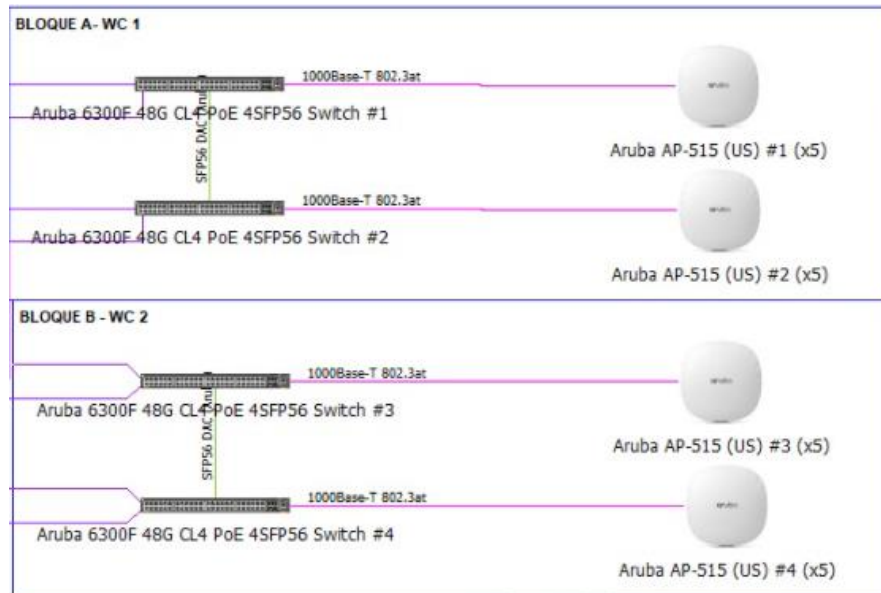 BLOQUE A- WC 1
1000Base-T 802.3at
Aruba 6300F 48G CL4 PoE 4SFP56 Switch #1
SFP56 DAC (Aruba)
Aruba AP-515 (US) #1 (x5)
1000Base-T 802.3at
Aruba 6300F 48G CL4 PoE 4SFP56 Switch #2
Aruba AP-515 (US) #2 (x5)
BLOQUE B - WC 2
1000Base-T 802.3at
Aruba 6300F 48G CL4 PoE 4SFP56 Switch #3
SFP56 DAC (Aruba)
Aruba AP-515 (US) #3 (x5)
1000Base-T 802.3at
Aruba 6300F 48G CL4 PoE 4SFP56 Switch #4
Aruba AP-515 (US) #4 (x5)